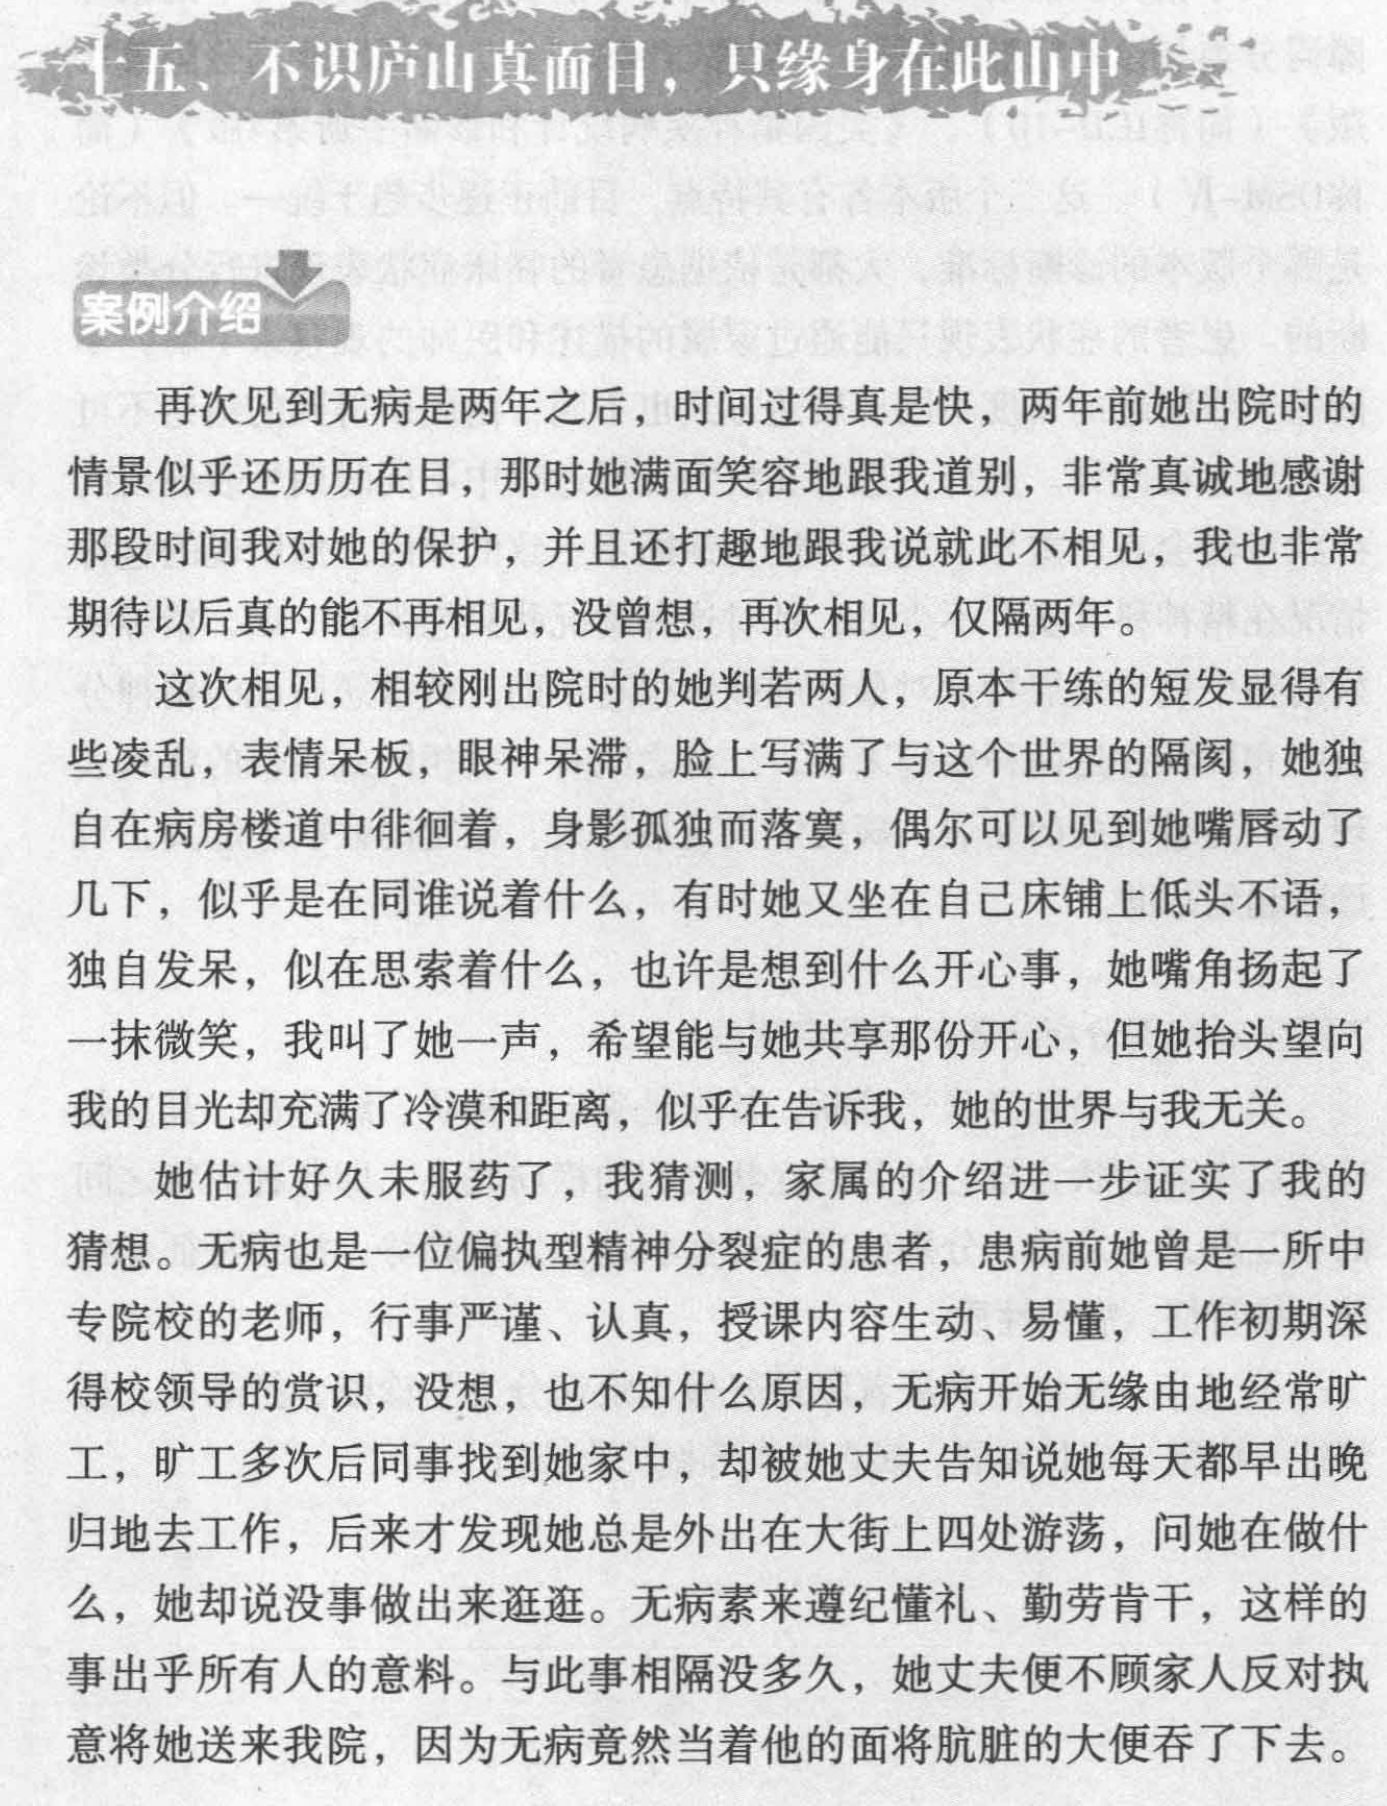 十五、不识庐山真面目，只缘身在此山中
案例介绍
再次见到无病是两年之后，时间过得真是快，两年前她出院时的
情景似乎还历历在目，那时她满面笑容地跟我道别，非常真诚地感谢
那段时间我对她的保护，并且还打趣地跟我说就此不相见，我也非常
期待以后真的能不再相见，没曾想，再次相见，仅隔两年。
这次相见，相较刚出院时的她判若两人，原本干练的短发显得有
些凌乱，表情呆板，眼神呆滞，脸上写满了与这个世界的隔阂，她独
自在病房楼道中徘徊着，身影孤独而落寞，偶尔可以见到她嘴唇动了
几下，似乎是在同谁说着什么，有时她又坐在自己床铺上低头不语，
独自发呆，似在思索着什么，也许是想到什么开心事，她嘴角扬起了
一抹微笑，我叫了她一声，希望能与她共享那份开心，但她抬头望向
我的目光却充满了冷漠和距离，似乎在告诉我，她的世界与我无关。
她估计好久未服药了，我猜测，家属的介绍进一步证实了我的
猜想。无病也是一位偏执型精神分裂症的患者，患病前她曾是一所中
专院校的老师，行事严谨、认真，授课内容生动、易懂，工作初期深
得校领导的赏识，没想，也不知什么原因，无病开始无缘由地经常旷
工，旷工多次后同事找到她家中，却被她丈夫告知说她每天都早出晚
归地去工作，后来才发现她总是外出在大街上四处游荡，问她在做什
么，她却说没事做出来逛逛。无病素来遵纪懂礼、勤劳肯干，这样的
事出乎所有人的意料。与此事相隔没多久，她丈夫便不顾家人反对执
意将她送来我院，因为无病竟然当着他的面将肮脏的大便吞了下去。